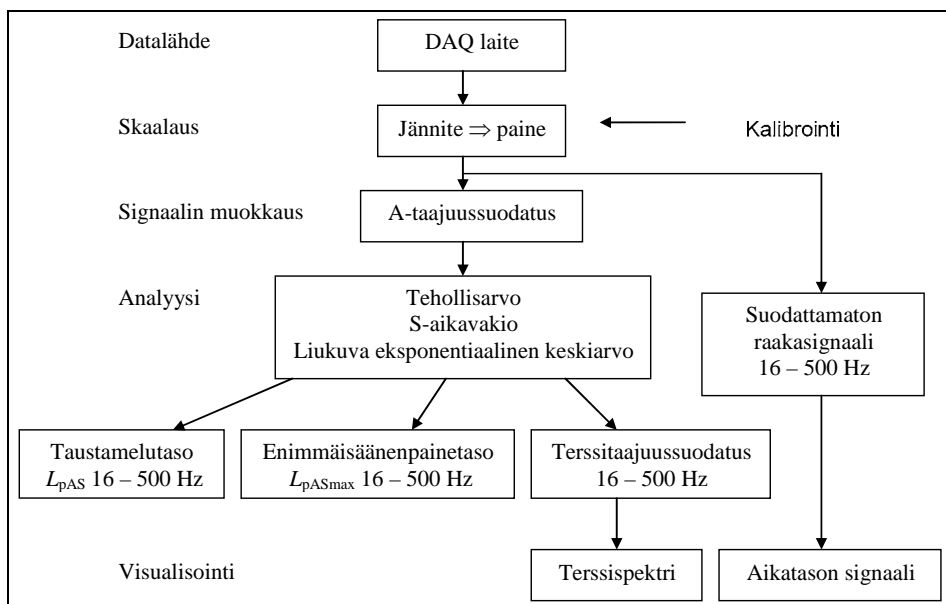 Datalähde
DAQ laite
Skaalaus
Jännite ⇒ paine
Kalibrointi
Signaalin muokkaus
A-taajuussuodatus
Analyysi
Tehollisarvo
S-aikavakio
Liukuva eksponentiaalinen keskiarvo
Suodattamaton
raakasignaali
16 – 500 Hz
Taustamelutaso
LpAS 16 – 500 Hz
Enimmäisäänenpainetaso
LpASmax 16 – 500 Hz
Terssitaajuussuodatus
16 – 500 Hz
Visualisointi
Terssispektri
Aikatason signaali